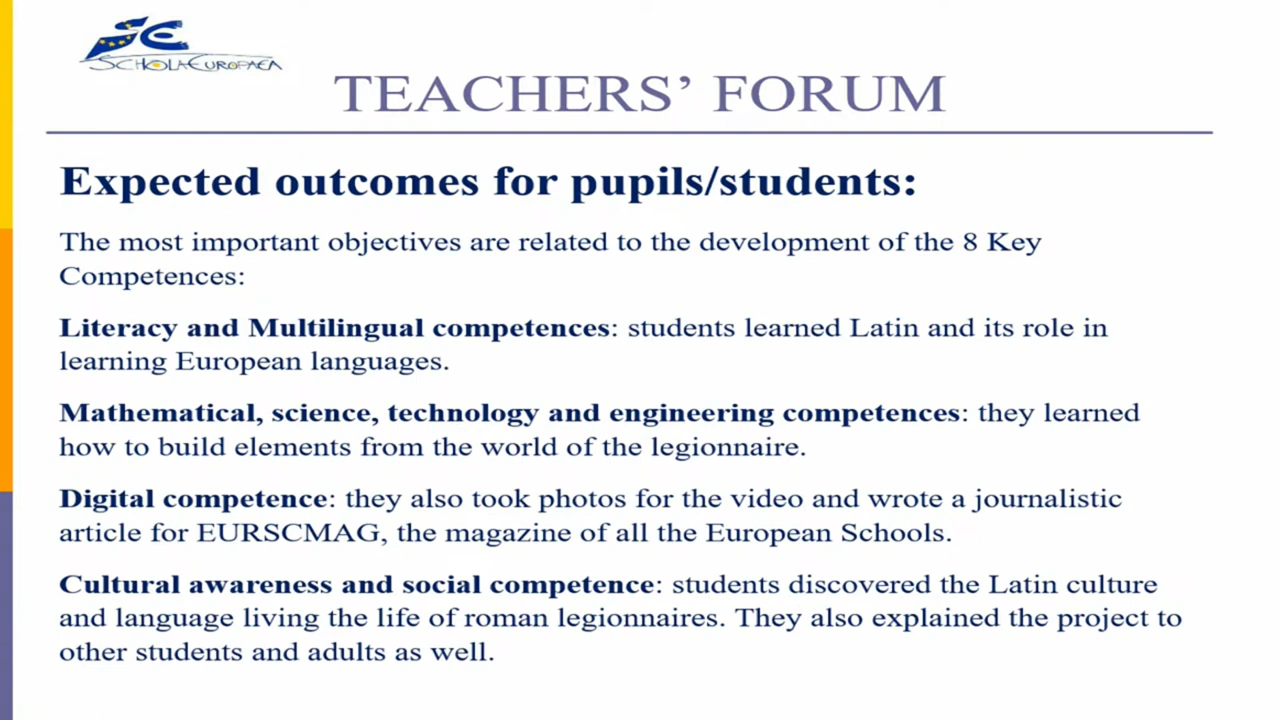 SE
SCHOLAEUROPAEA
TEACHERS’ FORUM
Expected outcomes for pupils/students:
The most important objectives are related to the development of the 8 Key
Competences:
Literacy and Multilingual competences: students learned Latin and its role in
learning European languages.
Mathematical, science, technology and engineering competences: they learned
how to build elements from the world of the legionnaire.
Digital competence: they also took photos for the video and wrote a journalistic
article for EURSCMAG, the magazine of all the European Schools.
Cultural awareness and social competence: students discovered the Latin culture
and language living the life of roman legionnaires. They also explained the project to
other students and adults as well.